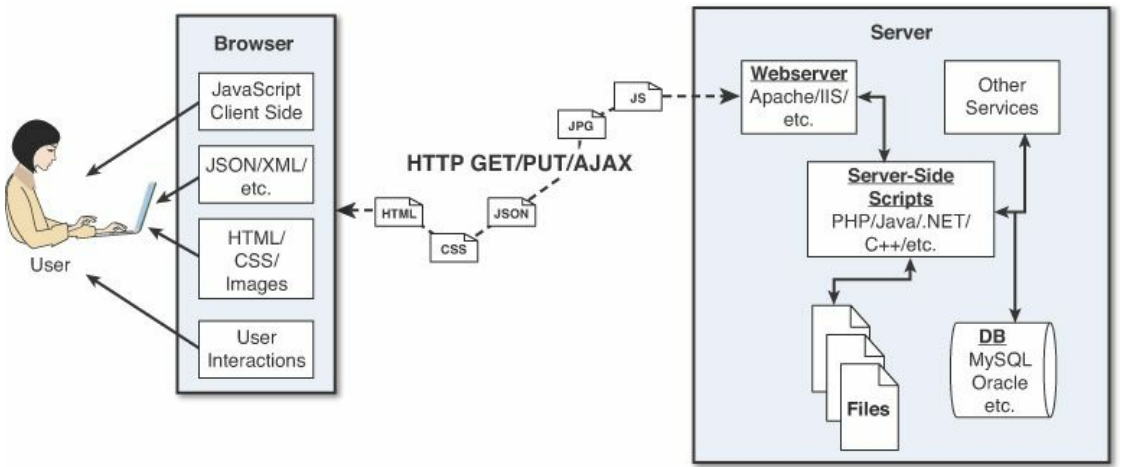 Browser
JavaScript
Client Side
JSON/XML/
etc.
HTML/
CSS/
Images
User
Interactions
User
HTTP GET/PUT/AJAX
HTML
CSS
JSON
JPG
JS
Server
Webserver
Apache/IIS/
etc.
Other
Services
Server-Side
Scripts
PHP/Java/.NET/
C++/etc.
Files
DB
MySQL
Oracle
etc.